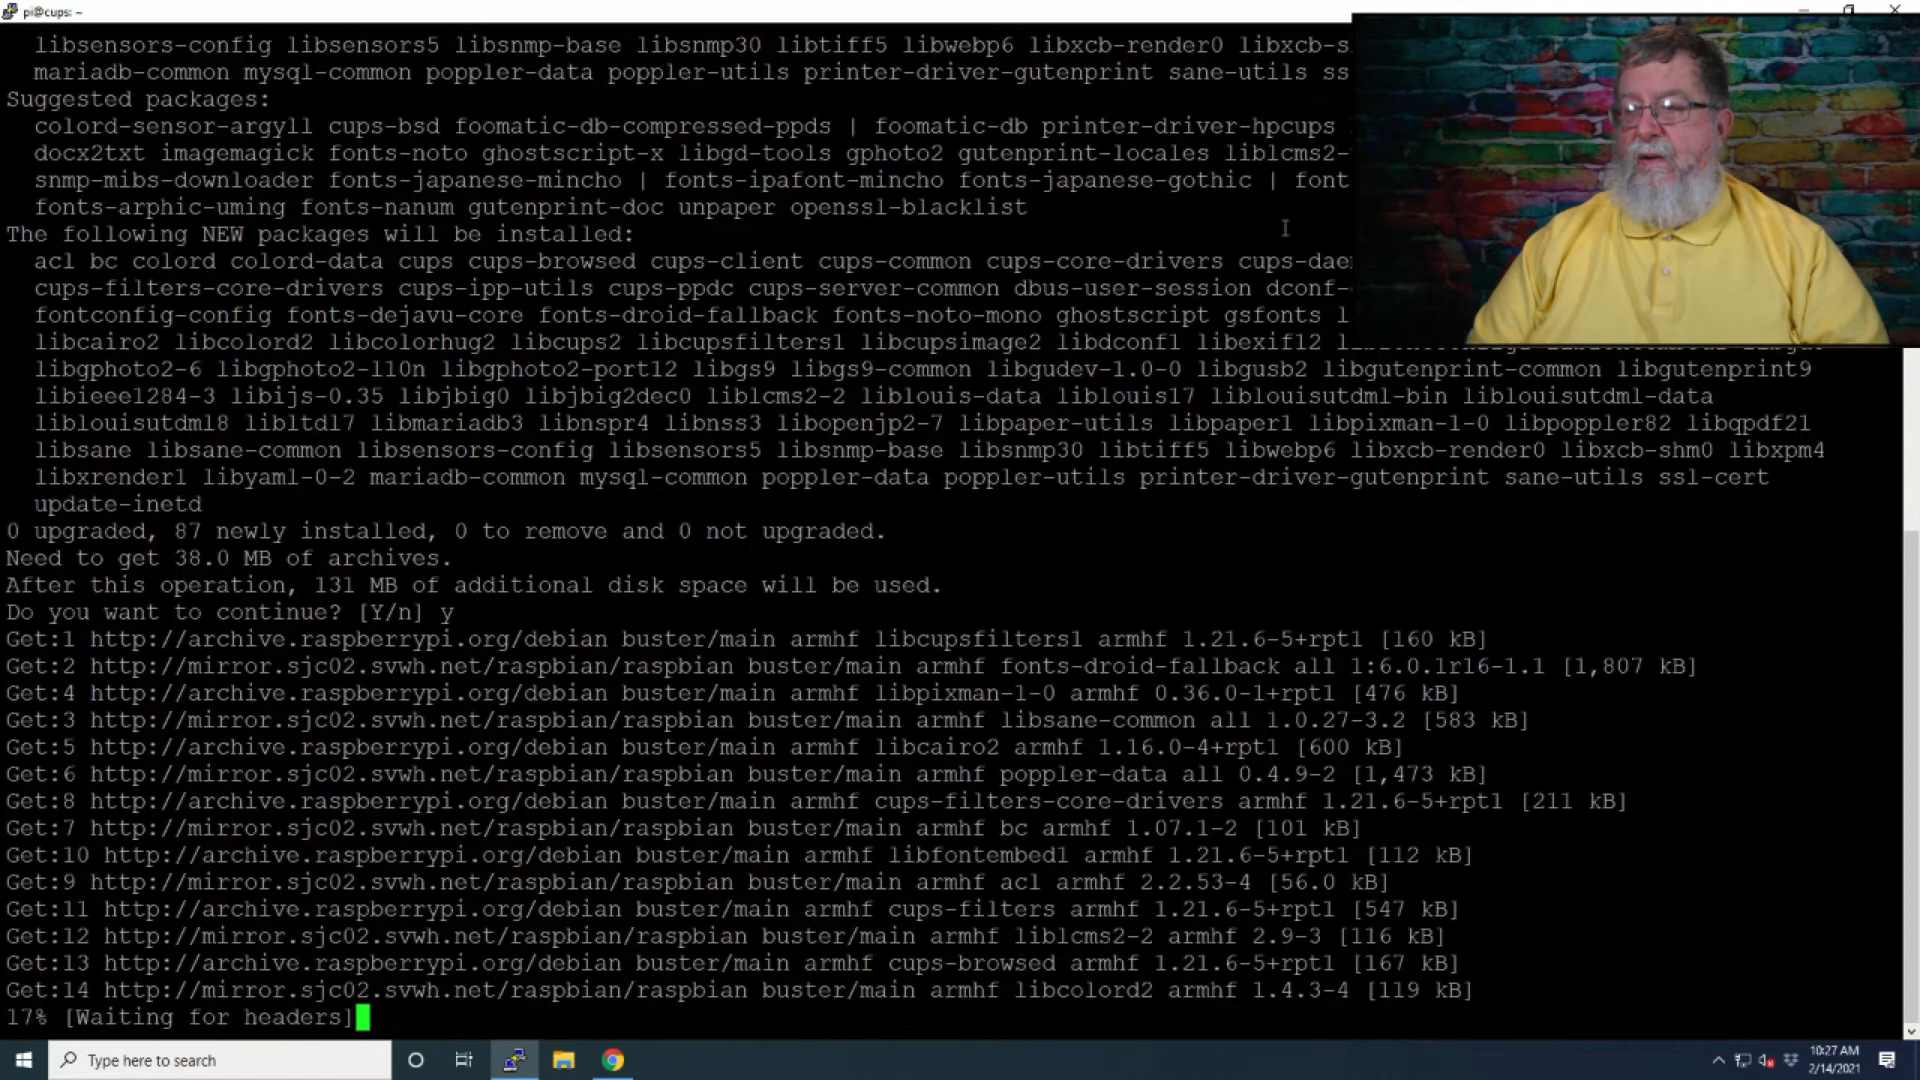 pi@cups: ~
libsensors-config libsensors5 libsnmp-base libsnmp30 libtiff5 libwebp6 libxcb-render0 libxcb-s
mariadb-common mysql-common poppler-data poppler-utils printer-driver-gutenprint sane-utils ss
Suggested packages:
colord-sensor-argyll cups-bsd foomatic-db-compressed-ppds | foomatic-db printer-driver-hpcups
docx2txt imagemagick fonts-noto ghostscript-x libgd-tools gphoto2 gutenprint-locales liblcms2-
snmp-mibs-downloader fonts-japanese-mincho | fonts-ipafont-mincho fonts-japanese-gothic | font
fonts-arphic-uming fonts-nanum gutenprint-doc unpaper openssl-blacklist
The following NEW packages will be installed:
acl bc colord colord-data cups cups-browsed cups-client cups-common cups-core-drivers cups-dae
cups-filters-core-drivers cups-ipp-utils cups-ppdc cups-server-common dbus-user-session dconf-
fontconfig-config fonts-dejavu-core fonts-droid-fallback fonts-noto-mono ghostscript gsfonts l
libcairo2 libcolord2 libcolorhug2 libcups2 libcupsfilters1 libcupsimage2 libdconf1 libexif12
libgphoto2-6 libgphoto2-l10n libgphoto2-port12 libgs9 libgs9-common libgudev-1.0-0 libgusb2 libgutenprint-common libgutenprint9
libieee1284-3 libijs-0.35 libjbig0 libjbig2dec0 liblcms2-2 liblouis-data liblouis17 liblouisutdml-bin liblouisutdml-data
liblouisutdml8 libltdl7 libmariadb3 libnspr4 libnss3 libopenjp2-7 libpaper-utils libpaper1 libpixman-1-0 libpoppler82 libqpdf21
libsane libsane-common libsensors-config libsensors5 libsnmp-base libsnmp30 libtiff5 libwebp6 libxcb-render0 libxcb-shm0 libxpm4
libxrender1 libyaml-0-2 mariadb-common mysql-common poppler-data poppler-utils printer-driver-gutenprint sane-utils ssl-cert
update-inetd
0 upgraded, 87 newly installed, 0 to remove and 0 not upgraded.
Need to get 38.0 MB of archives.
After this operation, 131 MB of additional disk space will be used.
Do you want to continue? [Y/n] y
Get:1 http://archive.raspberrypi.org/debian buster/main armhf libcupsfilters1 armhf 1.21.6-5+rpt1 [160 kB]
Get:2 http://mirror.sjc02.svwh.net/raspbian/raspbian buster/main armhf fonts-droid-fallback all 1:6.0.1r16-1.1 [1,807 kB]
Get:4 http://archive.raspberrypi.org/debian buster/main armhf libpixman-1-0 armhf 0.36.0-1+rpt1 [476 kB]
Get:3 http://mirror.sjc02.svwh.net/raspbian/raspbian buster/main armhf libsane-common all 1.0.27-3.2 [583 kB]
Get:5 http://archive.raspberrypi.org/debian buster/main armhf libcairo2 armhf 1.16.0-4+rpt1 [600 kB]
Get:6 http://mirror.sjc02.svwh.net/raspbian/raspbian buster/main armhf poppler-data all 0.4.9-2 [1,473 kB]
Get:8 http://archive.raspberrypi.org/debian buster/main armhf cups-filters-core-drivers armhf 1.21.6-5+rpt1 [211 kB]
Get:7 http://mirror.sjc02.svwh.net/raspbian/raspbian buster/main armhf bc armhf 1.07.1-2 [101 kB]
Get:10 http://archive.raspberrypi.org/debian buster/main armhf libfontembed1 armhf 1.21.6-5+rpt1 [112 kB]
Get:9 http://mirror.sjc02.svwh.net/raspbian/raspbian buster/main armhf acl armhf 2.2.53-4 [56.0 kB]
Get:11 http://archive.raspberrypi.org/debian buster/main armhf cups-filters armhf 1.21.6-5+rpt1 [547 kB]
Get:12 http://mirror.sjc02.svwh.net/raspbian/raspbian buster/main armhf liblcms2-2 armhf 2.9-3 [116 kB]
Get:13 http://archive.raspberrypi.org/debian buster/main armhf cups-browsed armhf 1.21.6-5+rpt1 [167 kB]
Get:14 http://mirror.sjc02.svwh.net/raspbian/raspbian buster/main armhf libcolord2 armhf 1.4.3-4 [119 kB]
17% [Waiting for headers]
Type here to search
10:27 AM
2/14/2021